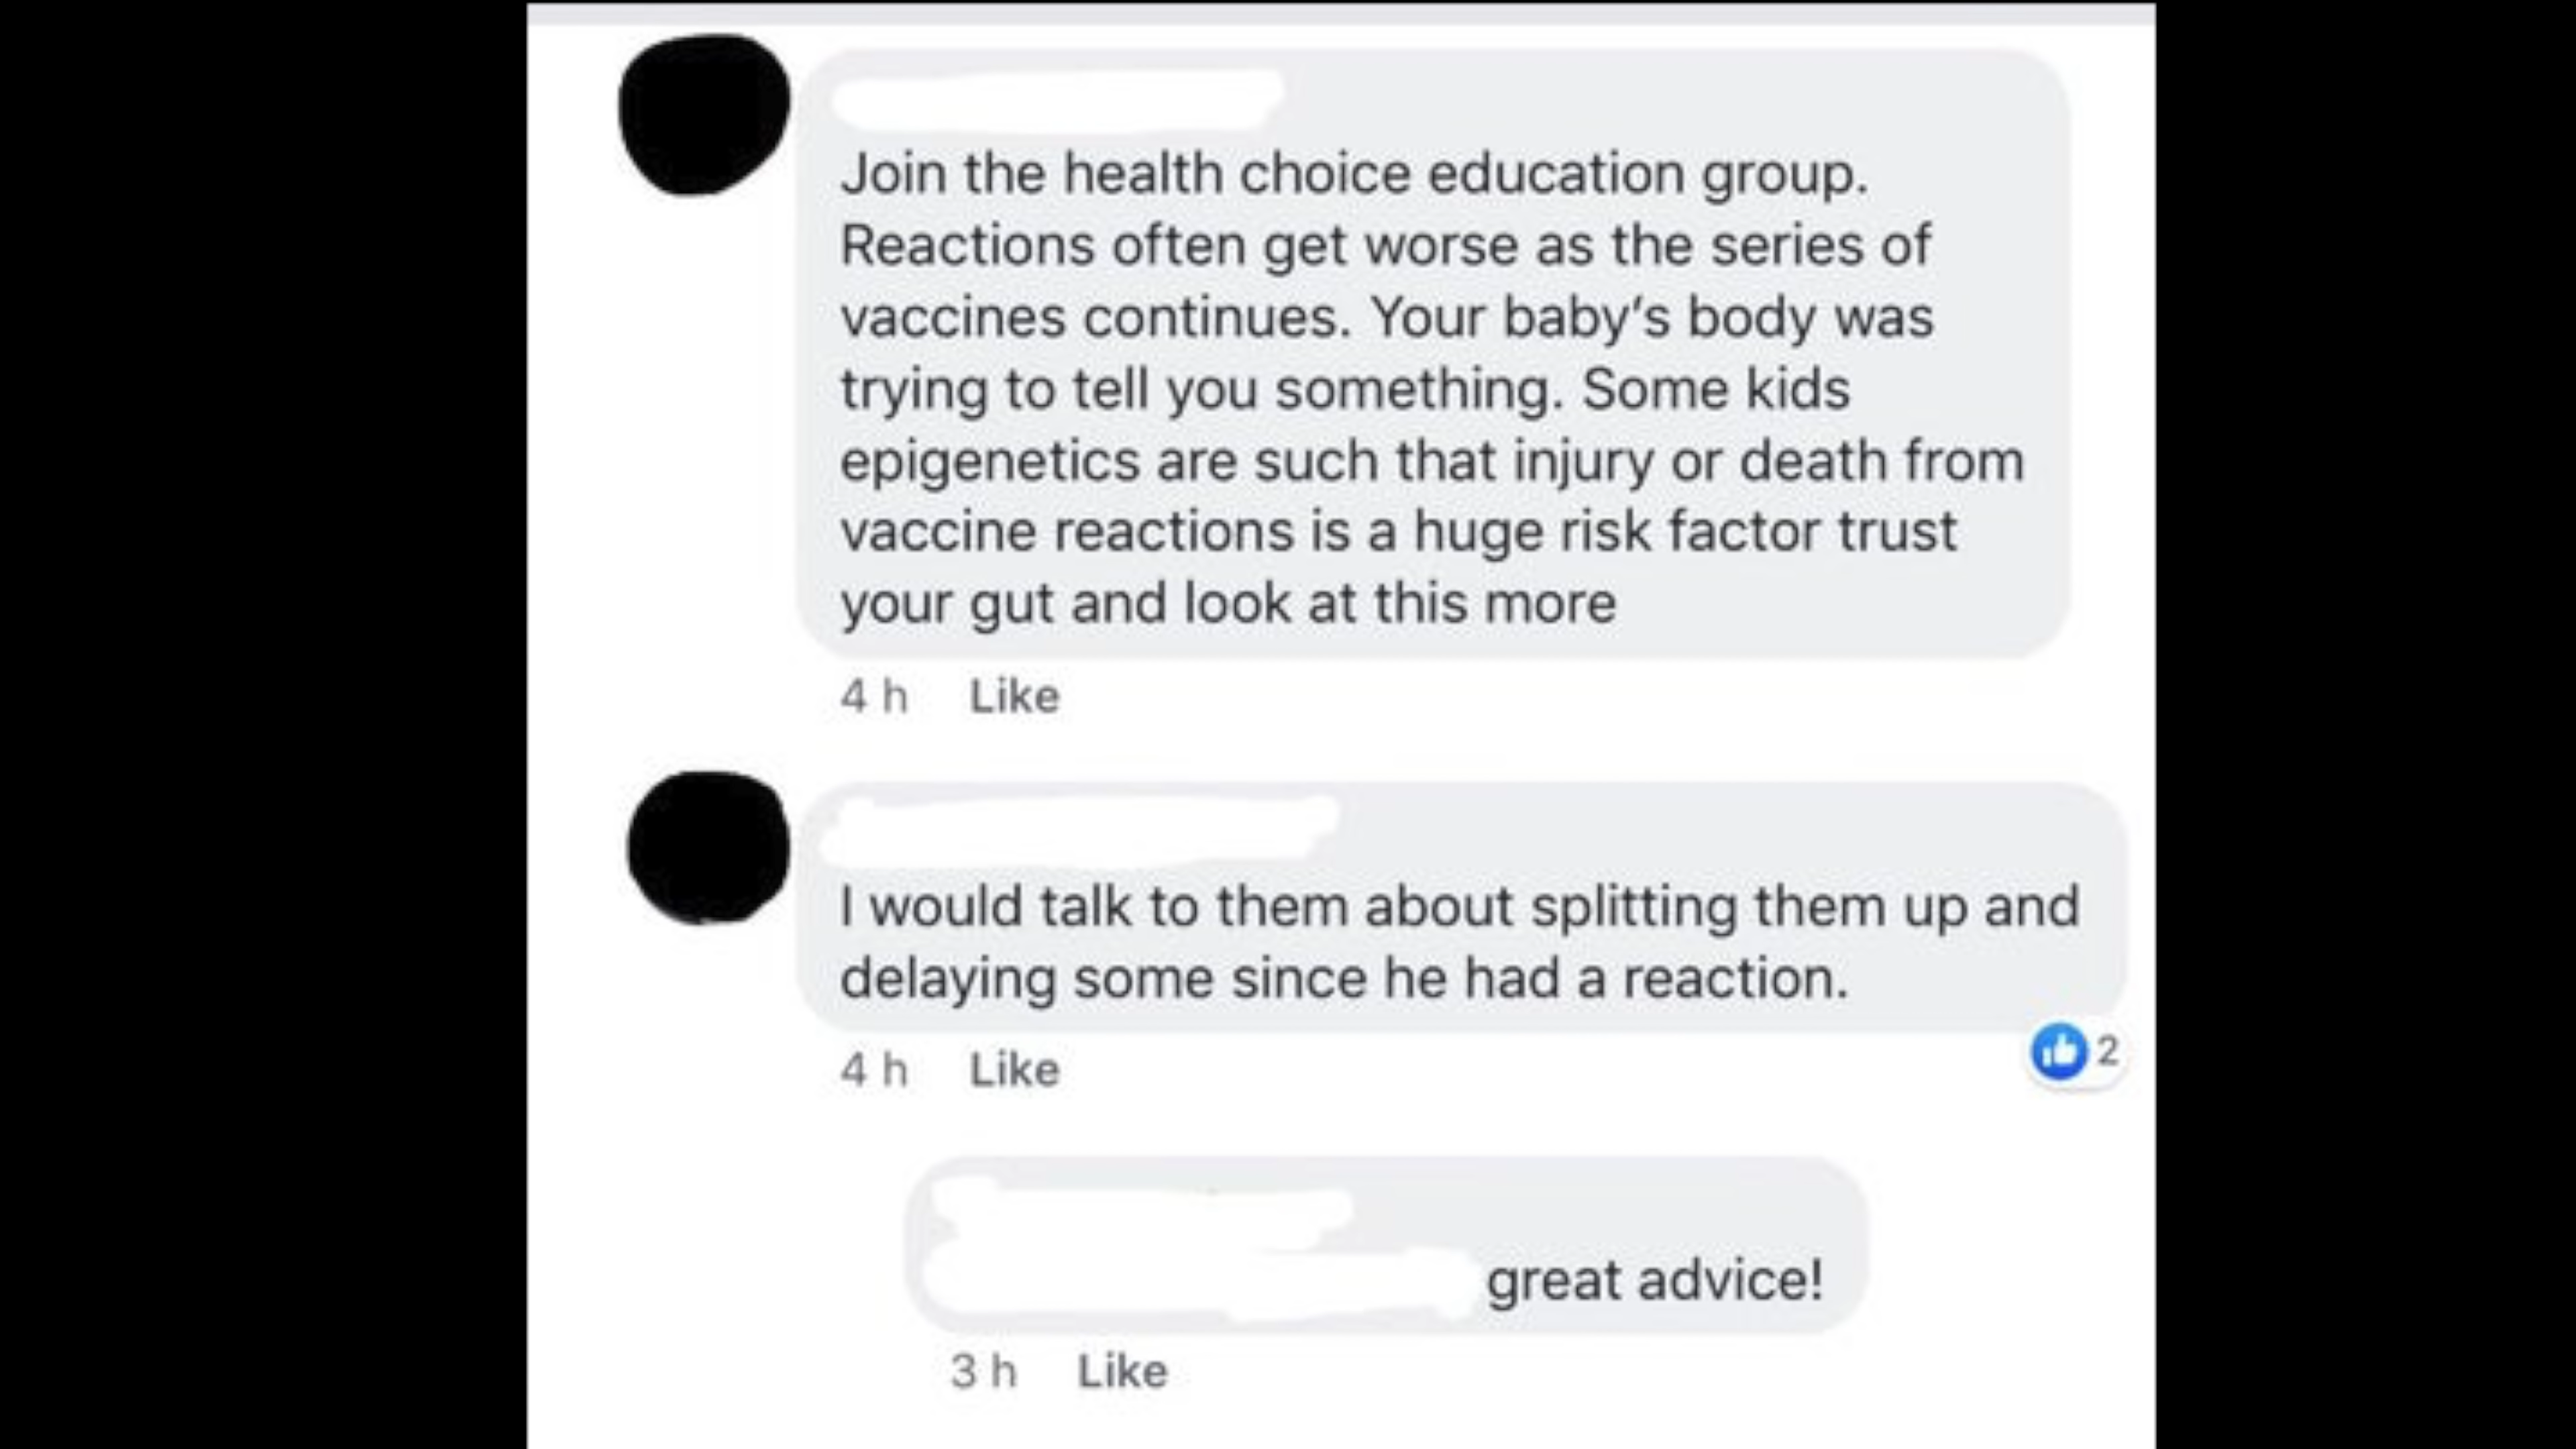 Join the health choice education group.
Reactions often get worse as the series of
vaccines continues. Your baby's body was
trying to tell you something. Some kids
epigenetics are such that injury or death from
vaccine reactions is a huge risk factor trust
your gut and look at this more
4 h Like
I would talk to them about splitting them up and
delaying some since he had a reaction.
4 h Like 2
great advice!
3 h Like